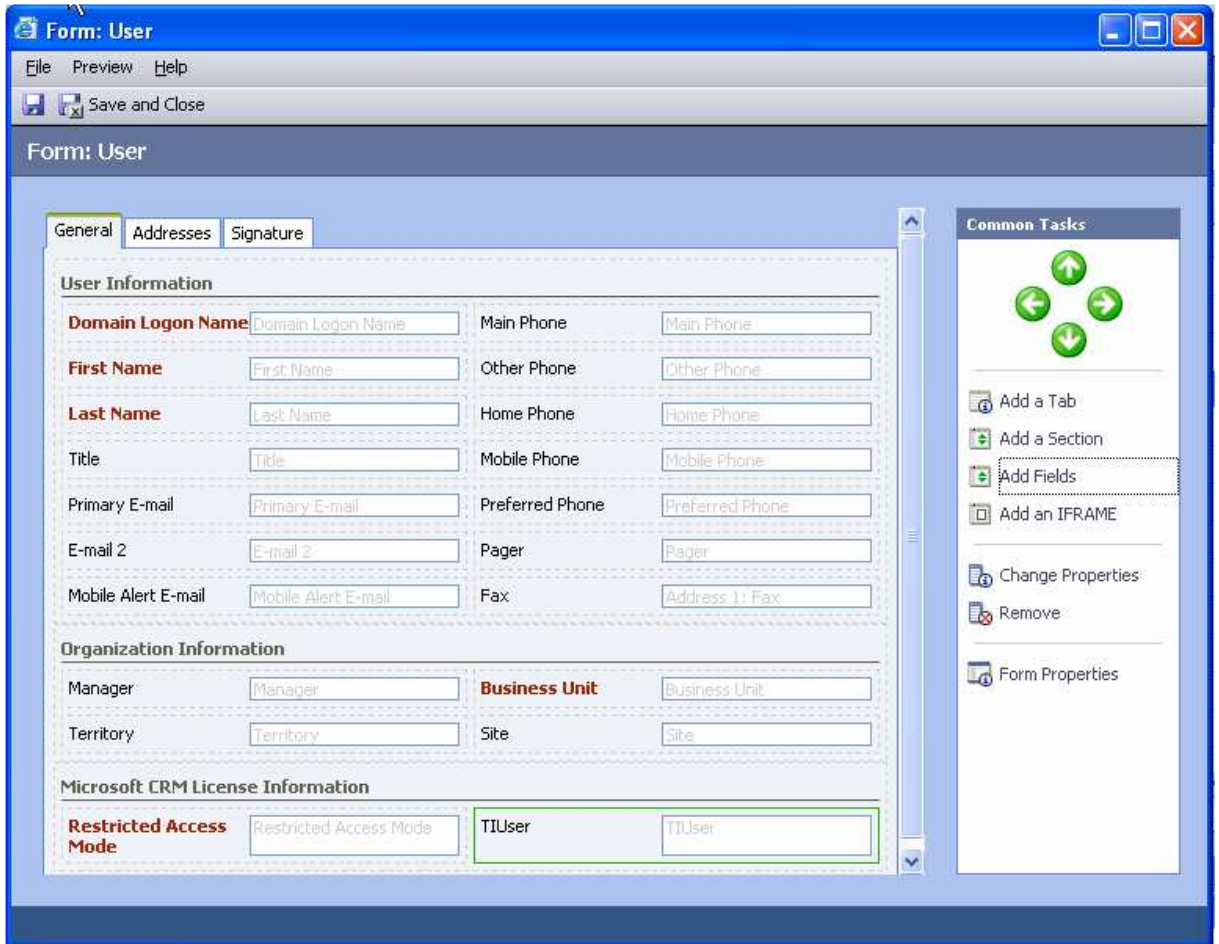 Form: User
File Preview Help
Save and Close
Form: User
General Addresses Signature
Common Tasks
User Information
Domain Logon Name Domain Logon Name Main Phone Main Phone
First Name First Name Other Phone Other Phone
Last Name Last Name Home Phone Home Phone
Title Title Mobile Phone Mobile Phone
Primary E-mail Primary E-mail Preferred Phone Preferred Phone
E-mail 2 E-mail 2 Pager Pager
Mobile Alert E-mail Mobile Alert E-mail Fax Address 1: Fax
Organization Information
Manager Manager Business Unit Business Unit
Territory Territory Site Site
Microsoft CRM License Information
Restricted Access Restricted Access Mode TIUser TIUser
Mode
Add a Tab
Add a Section
Add Fields
Add an IFRAME
Change Properties
Remove
Form Properties